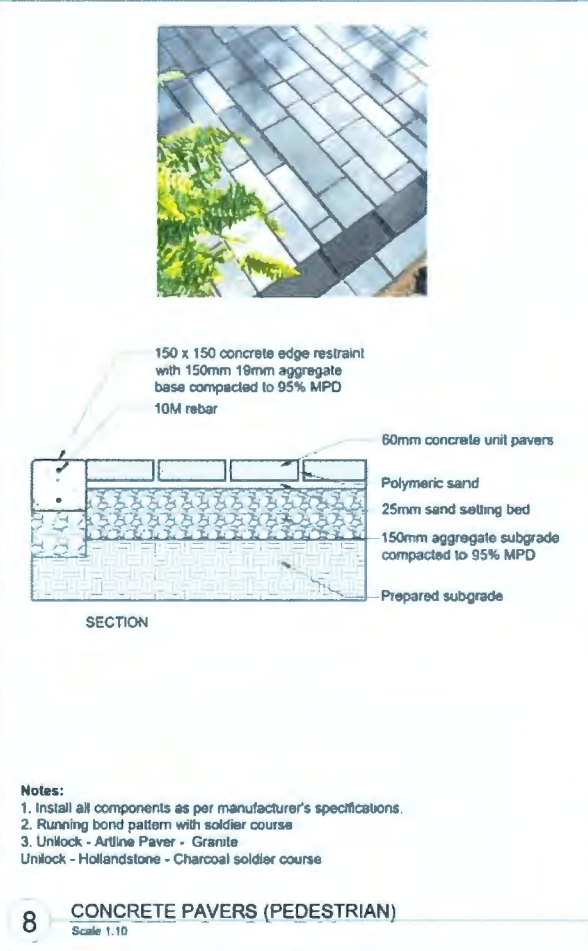 150 x 150 concrete edge restraint
with 150mm 19mm aggregate
base compacted to 95% MPD
10M rebar
60mm concrete unit pavers
Polymeric sand
25mm sand setting bed
150mm aggregate subgrade
compacted to 95% MPD
Prepared subgrade
SECTION
Notes:
1. Install all components as per manufacturer's specifications.
2. Running bond pattern with soldier course
3. Unilock - Artline Paver - Granite
Unilock - Hollandstone - Charcoal soldier course
8 CONCRETE PAVERS (PEDESTRIAN)
Scale 1:10